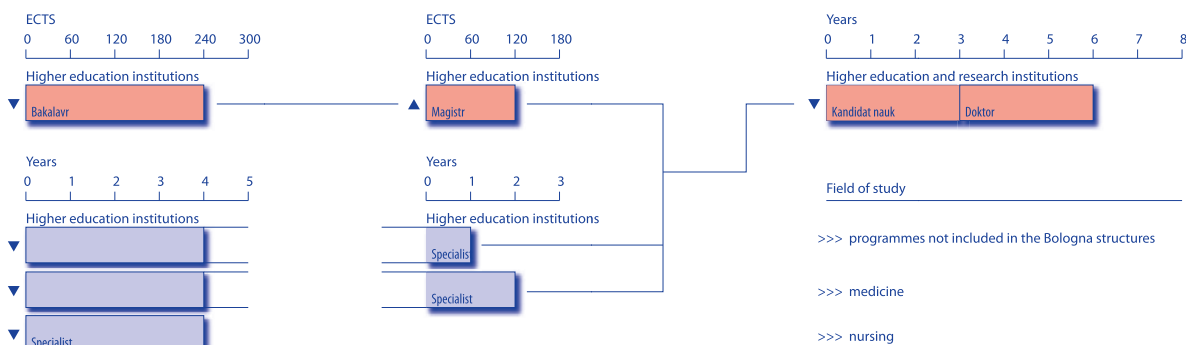 ECTS
0 60 120 180 240 300
Higher education institutions
Bakalavr
ECTS
0 60 120 180
Higher education institutions
Magistr
Years
0 1 2 3 4 5 6 7 8
Higher education and research institutions
Kandidat nauk Doktor
Years
0 1 2 3 4 5
Higher education institutions
Years
0 1 2 3
Higher education institutions
Specialist
Specialist
Specialist
Field of study
>>> programmes not included in the Bologna structures
>>> medicine
>>> nursing